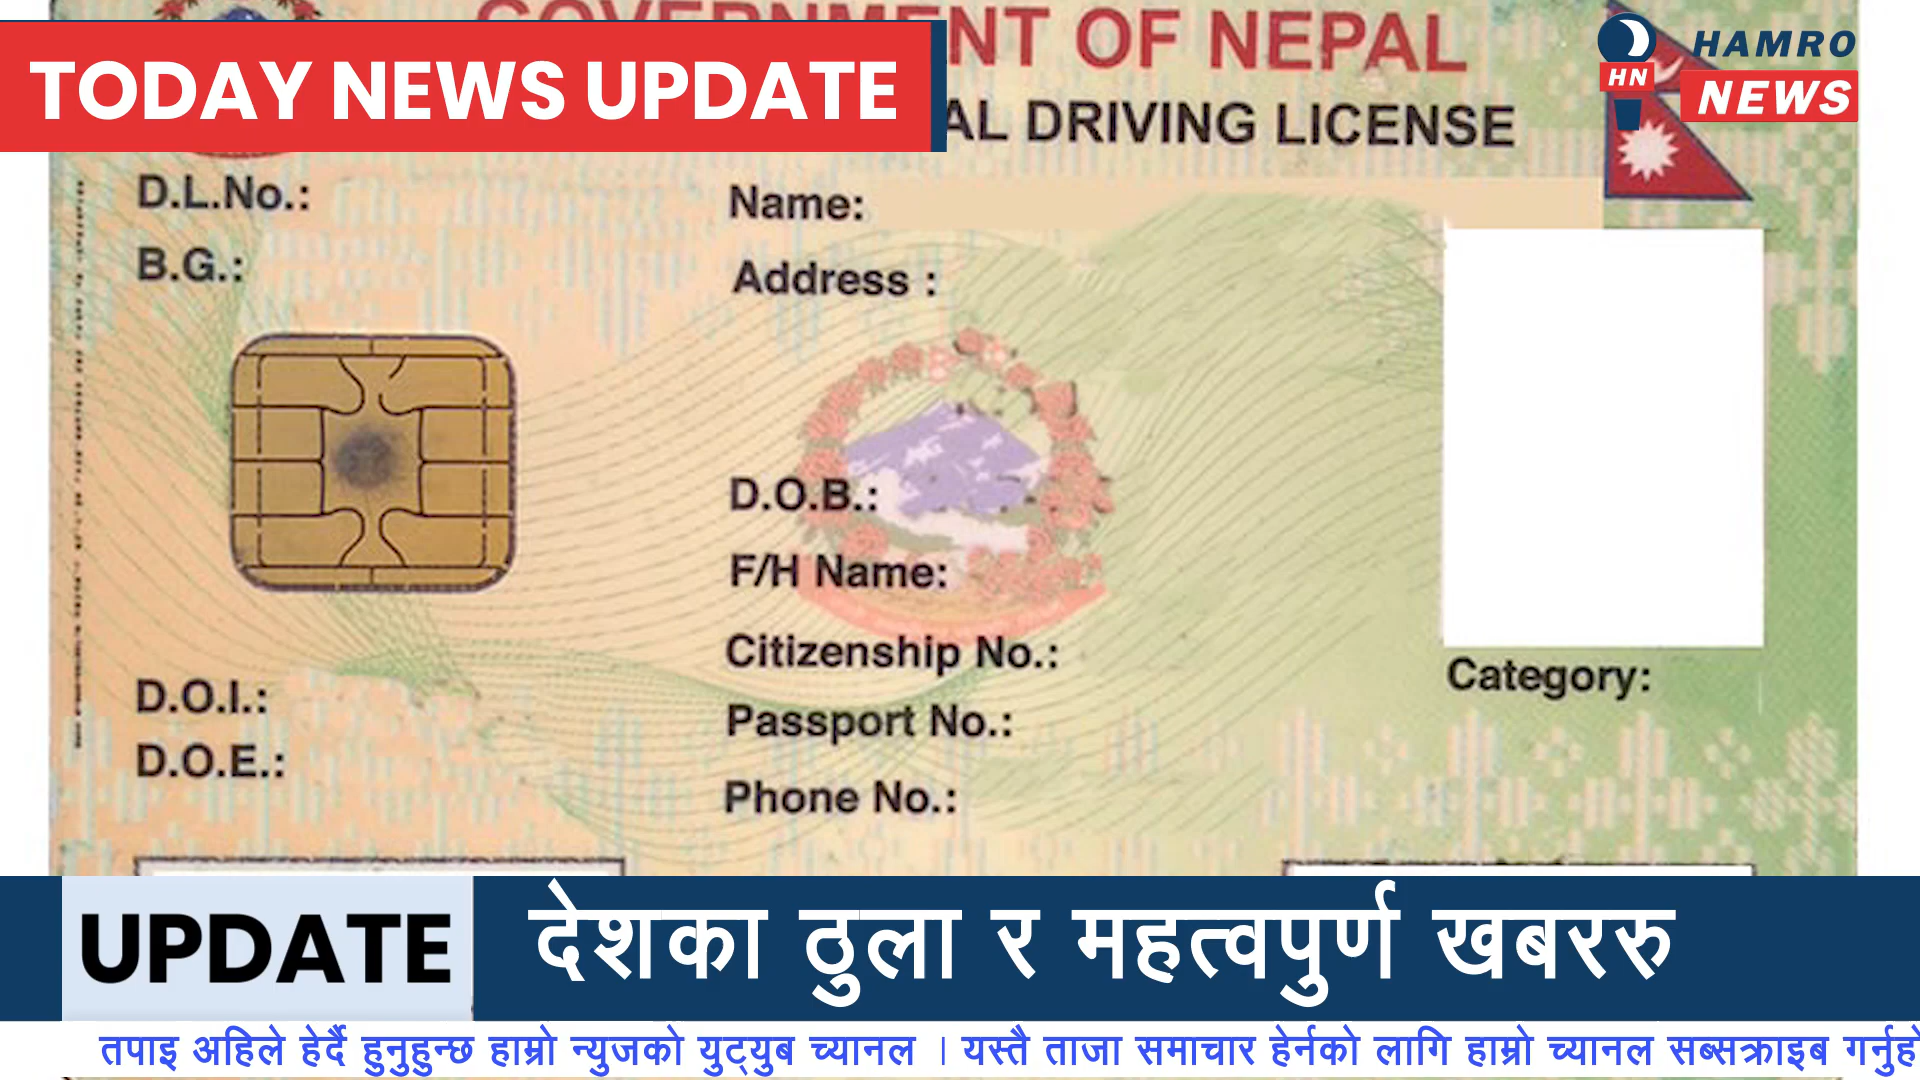 NT OF NEPAL
TODAY NEWS UPDATE
HAMRO
HN
NEWS
AL DRIVING LICENSE
D.L.No.:
Name:
B.G.:
Address :
D.O.B.:
F/H Name:
Citizenship No.:
Category:
D.O.I.:
Passport No.:
D.O.E.:
Phone No.:
UPDATE
देशका ठुला र महत्वपुर्ण खबररु
तपाइ अहिले हेर्दै हुनुहुन्छ हाम्रो न्युजको युट्युब च्यानल । यस्तै ताजा समाचार हेर्नको लागि हाम्रो च्यानल सब्सक्राइब गर्नुहो